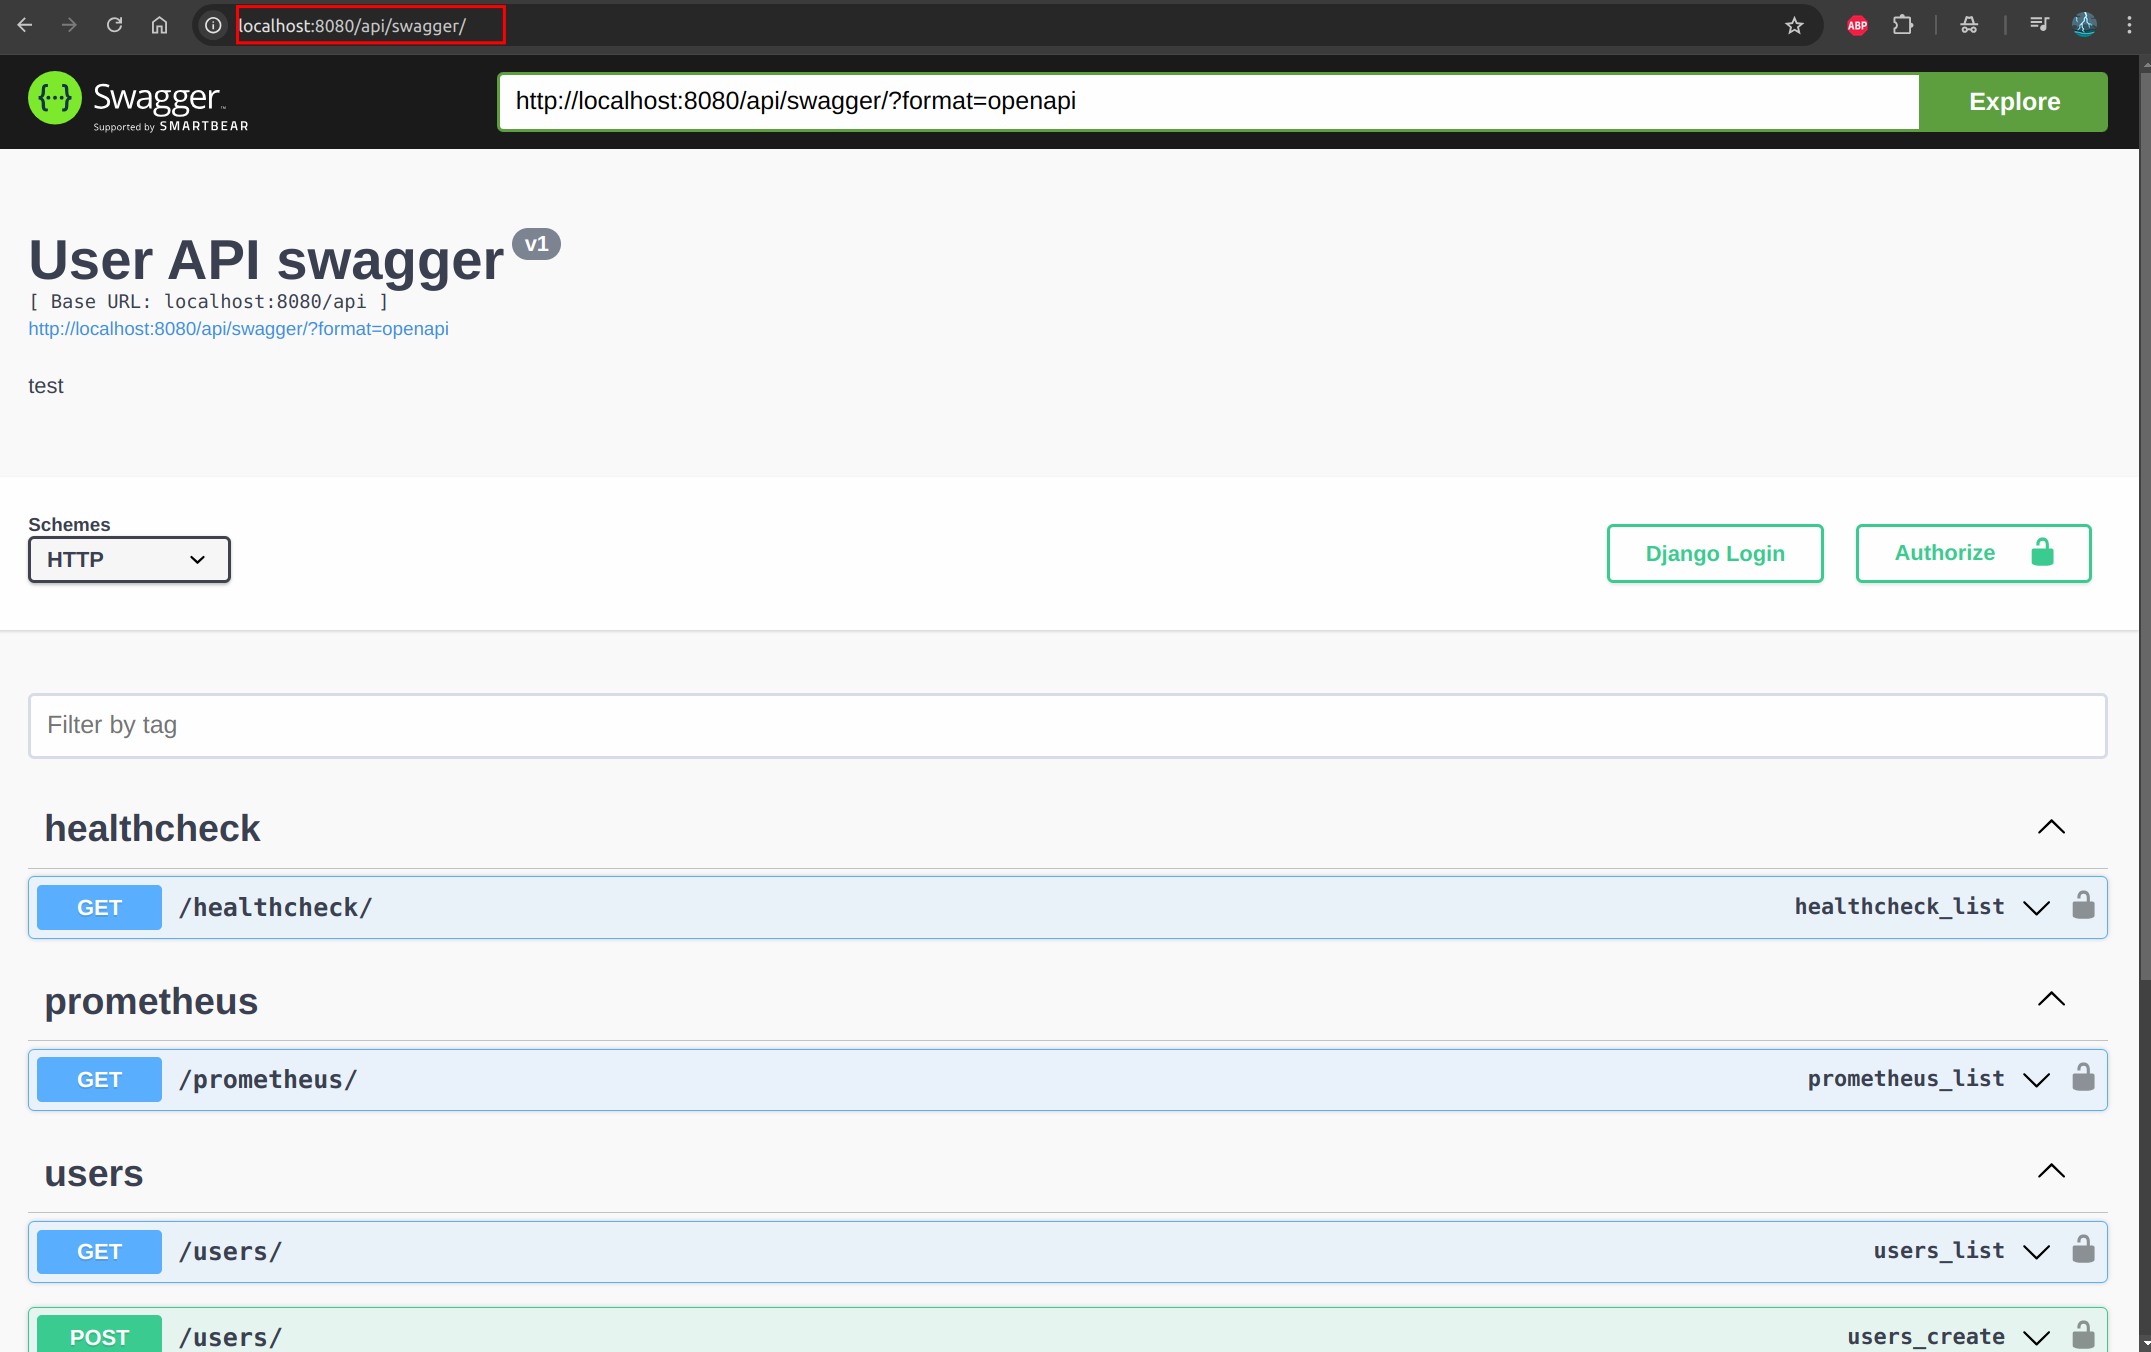 localhost:8080/api/swagger/
ABP
{···} Swagger™
Supported by SMARTBEAR
http://localhost:8080/api/swagger/?format=openapi
Explore
User API swagger v1
[ Base URL: localhost:8080/api ]
http://localhost:8080/api/swagger/?format=openapi
test
Schemes
HTTP
Django Login
Authorize
Filter by tag
healthcheck
GET /healthcheck/ healthcheck_list
prometheus
GET /prometheus/ prometheus_list
users
GET /users/ users_list
POST /users/ users_create